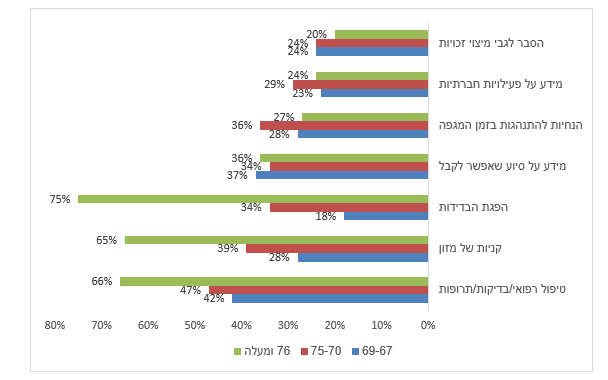 הסבר לגבי מיצוי זכויות
20%
24%
24%
מידע על פעילויות חברתיות
24%
29%
23%
הנחיות להתנהגות בזמן המגפה
27%
36%
28%
מידע על סיוע שאפשר לקבל
36%
34%
37%
הפגת הבדידות
75%
34%
18%
קניות של מזון
65%
39%
28%
טיפול רפואי/בדיקות/תרופות
66%
47%
42%
80% 70% 60% 50% 40% 30% 20% 10% 0%
69-67 75-70 76 ומעלה